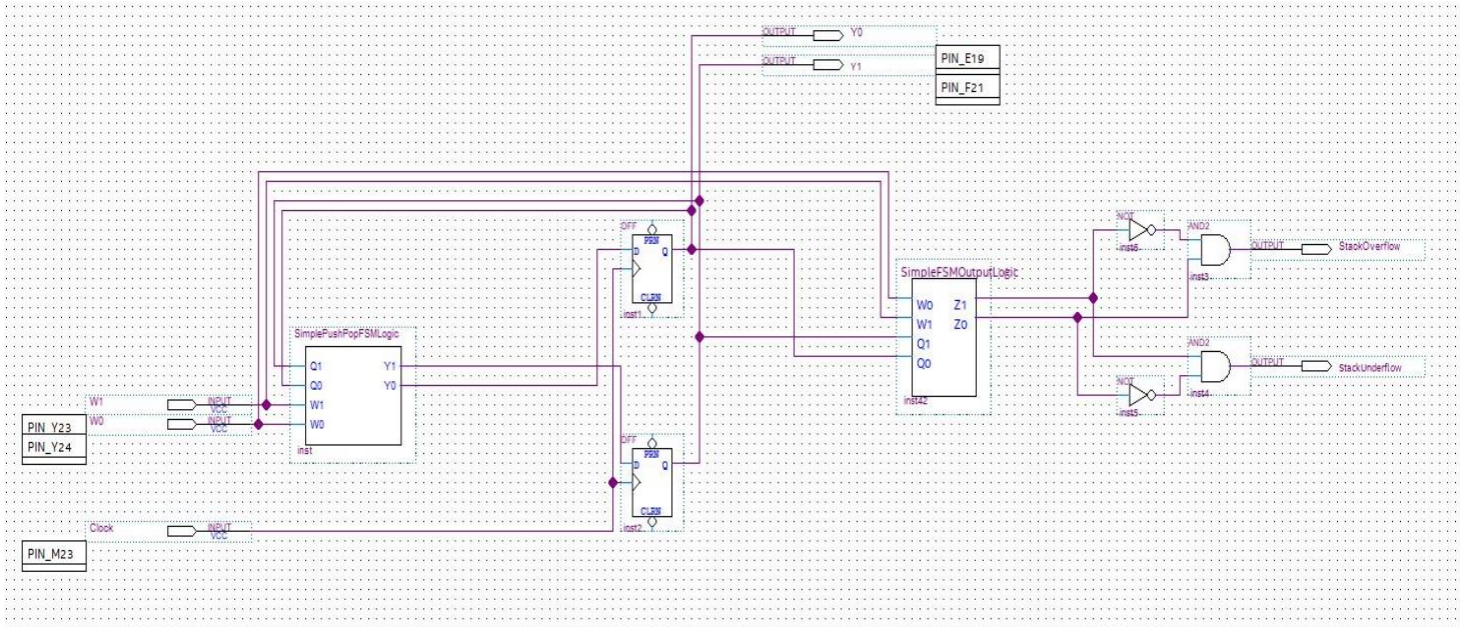 OUTPUT Y0
OUTPUT Y1
PIN_E19
PIN_F21
DFF
PRN
D Q
CLRN
inst1
SimplePushPopFSMLogic
Q1 Y1
Q0 Y0
W1
W0
inst
W1 INPUT
VCC
W0 INPUT
VCC
PIN_Y23
PIN_Y24
DFF
PRN
D Q
CLRN
inst2
Clock INPUT
VCC
PIN_M23
SimpleFSMOutputLogic
W0 Z1
W1 Z0
Q1
Q0
inst42
NOT
inst6
AND2
inst3
OUTPUT StackOverflow
AND2
inst4
OUTPUT StackUnderflow
NOT
inst5